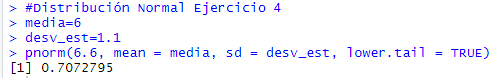 > #Distribución Normal Ejercicio 4
> media=6
> desv_est=1.1
> pnorm(6.6, mean = media, sd = desv_est, lower.tail = TRUE)
[1] 0.7072795